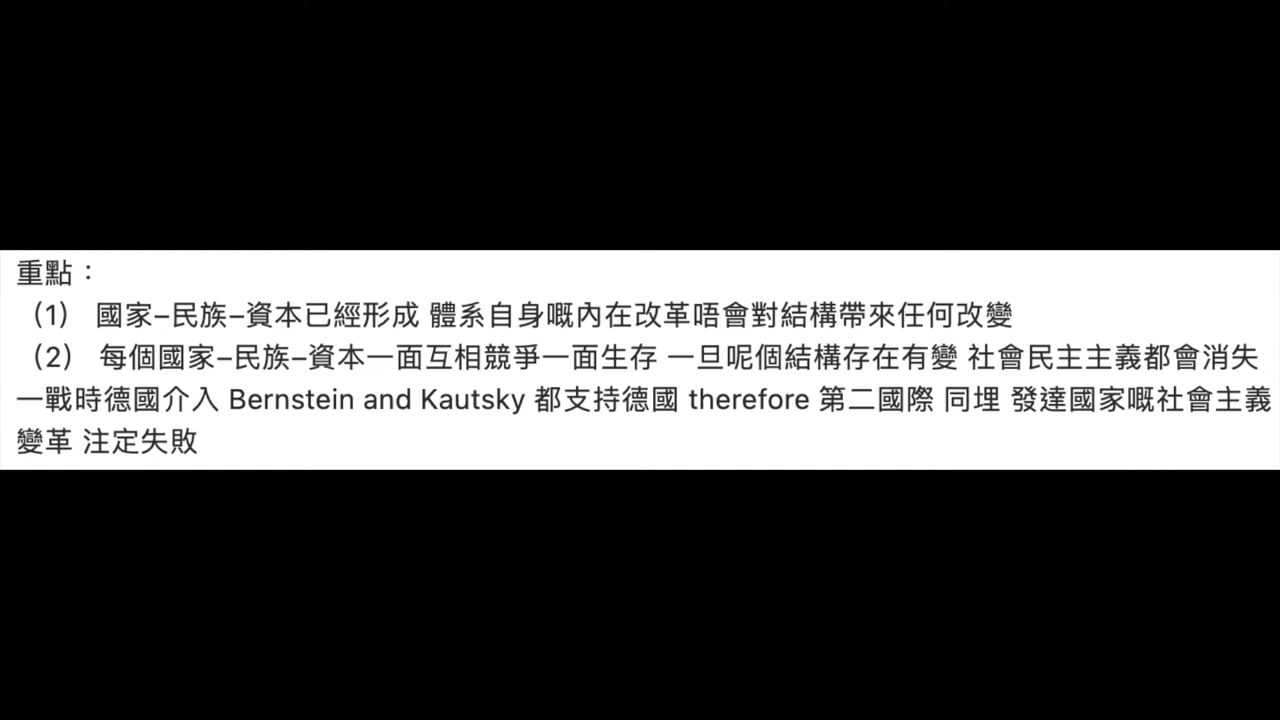 重點：
（1） 國家–民族–資本已經形成 體系自身嘅內在改革唔會對結構帶來任何改變
（2） 每個國家–民族–資本一面互相競爭一面生存 一旦呢個結構存在有變 社會民主主義都會消失
一戰時德國介入 Bernstein and Kautsky 都支持德國 therefore 第二國際 同埋 發達國家嘅社會主義
變革 注定失敗